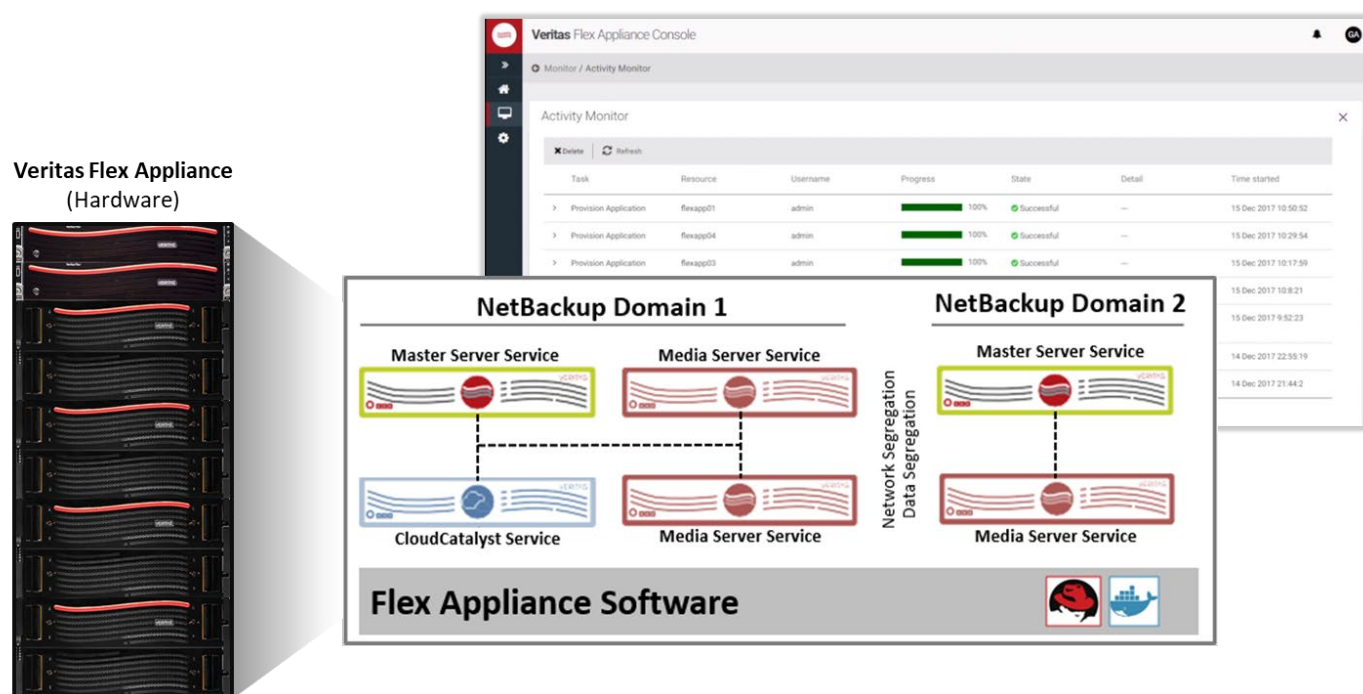 Veritas Flex Appliance Console
GA
Monitor / Activity Monitor
Activity Monitor
Delete
Refresh
Task Resource Username Progress State Detail Time started
Provision Application flexapp01 admin 100% Successful — 15 Dec 2017 10:50:52
Provision Application flexapp04 admin 100% Successful — 15 Dec 2017 10:29:54
Provision Application flexapp03 admin 100% Successful — 15 Dec 2017 10:17:59
15 Dec 2017 10:8:21
15 Dec 2017 9:52:23
14 Dec 2017 22:55:19
14 Dec 2017 21:44:2
Veritas Flex Appliance
(Hardware)
NetBackup Domain 1
Master Server Service
Media Server Service
CloudCatalyst Service
Media Server Service
Network Segregation
Data Segregation
NetBackup Domain 2
Master Server Service
Media Server Service
Flex Appliance Software